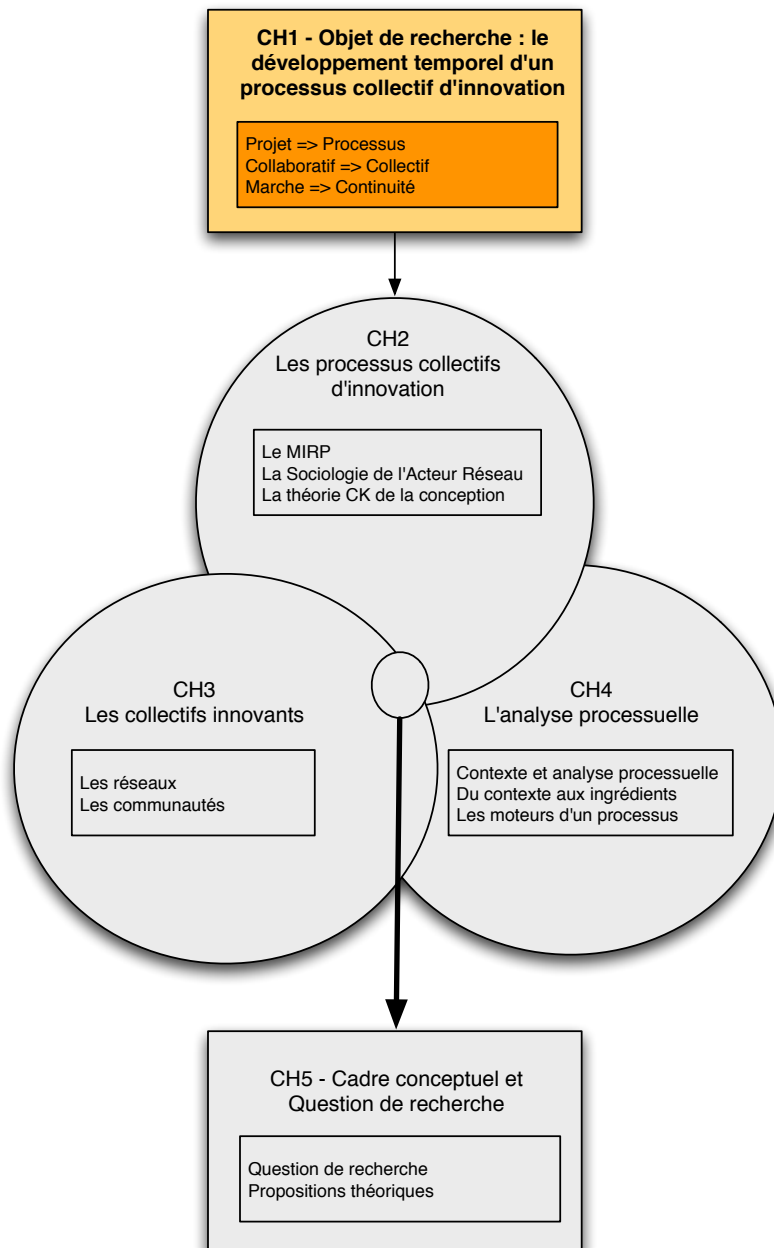 CH1 - Objet de recherche : le
développement temporel d'un
processus collectif d'innovation
Projet => Processus
Collaboratif => Collectif
Marche => Continuité
CH2
Les processus collectifs
d'innovation
Le MIRP
La Sociologie de l'Acteur Réseau
La théorie CK de la conception
CH3
Les collectifs innovants
Les réseaux
Les communautés
CH4
L'analyse processuelle
Contexte et analyse processuelle
Du contexte aux ingrédients
Les moteurs d'un processus
CH5 - Cadre conceptuel et
Question de recherche
Question de recherche
Propositions théoriques